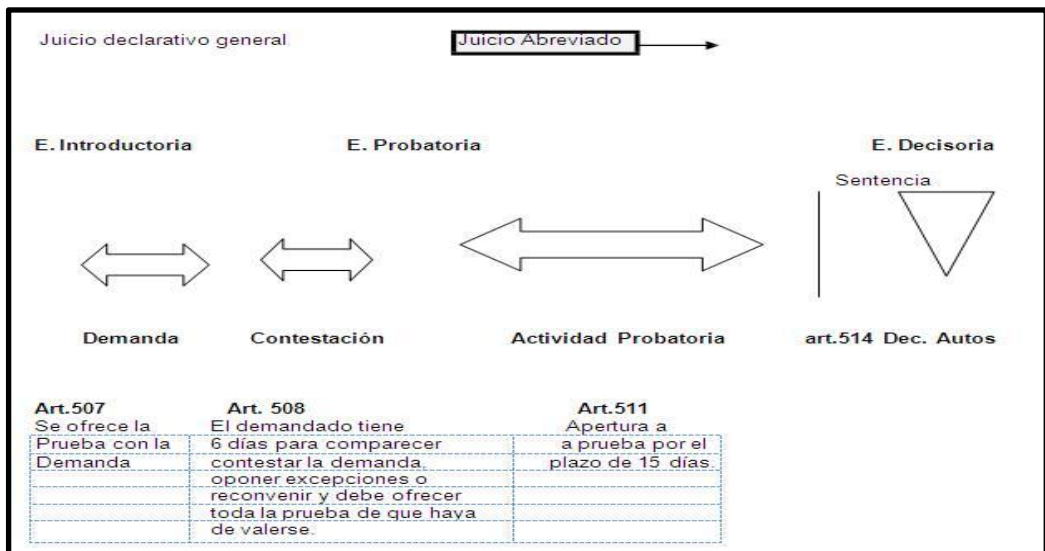 Juicio declarativo general
Juicio Abreviado
E. Introductoria
E. Probatoria
E. Decisoria
Sentencia
Demanda
Contestación
Actividad Probatoria
art.514 Dec. Autos
Art.507
Se ofrece la
Prueba con la
Demanda
Art. 508
El demandado tiene
6 días para comparecer
contestar la demanda,
oponer excepciones o
reconvenir y debe ofrecer
toda la prueba de que haya
de valerse.
Art.511
Apertura a
a prueba por el
plazo de 15 días.